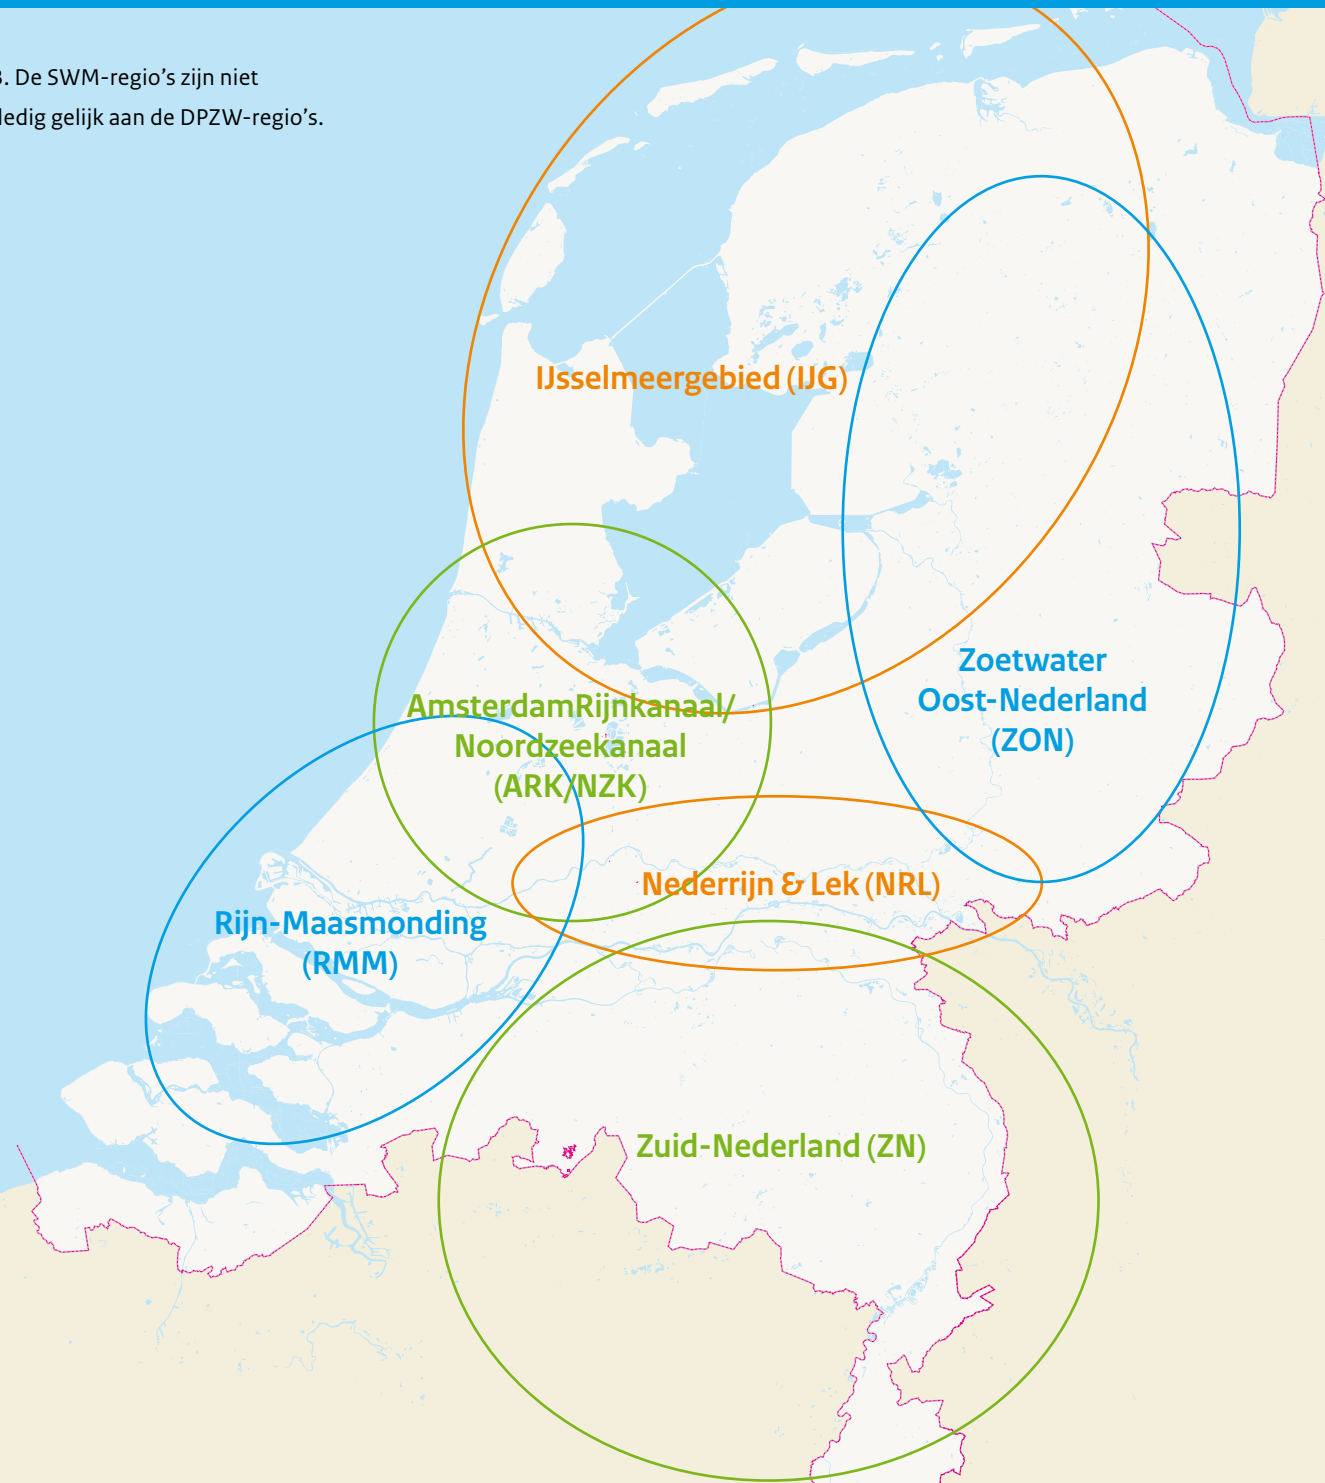 . De SWM-regio’s zijn niet
ledig gelijk aan de DPZW-regio’s.
IJsselmeergebied (IJG)
Zoetwater
Oost-Nederland
(ZON)
AmsterdamRijnkanaal/
Noordzeekanaal
(ARK/NZK)
Nederrijn & Lek (NRL)
Rijn-Maasmonding
(RMM)
Zuid-Nederland (ZN)